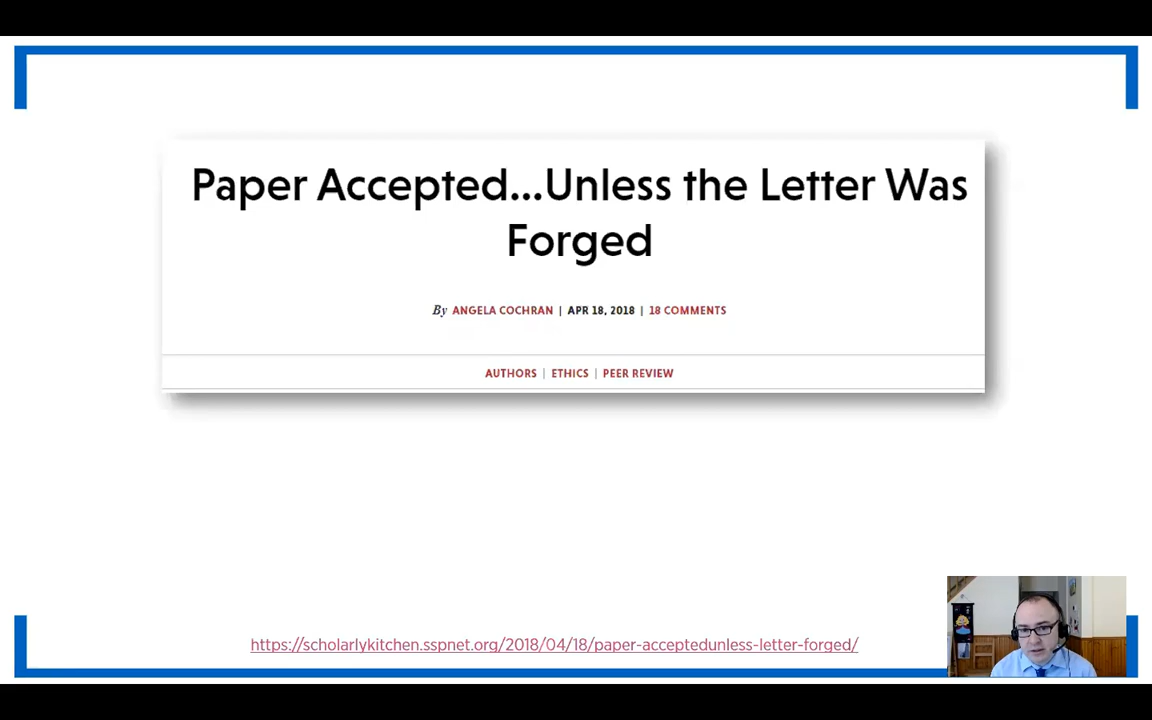 Paper Accepted...Unless the Letter Was
Forged
By ANGELA COCHRAN | APR 18, 2018 | 18 COMMENTS
AUTHORS | ETHICS | PEER REVIEW
https://scholarlykitchen.sspnet.org/2018/04/18/paper-acceptedunless-letter-forged/